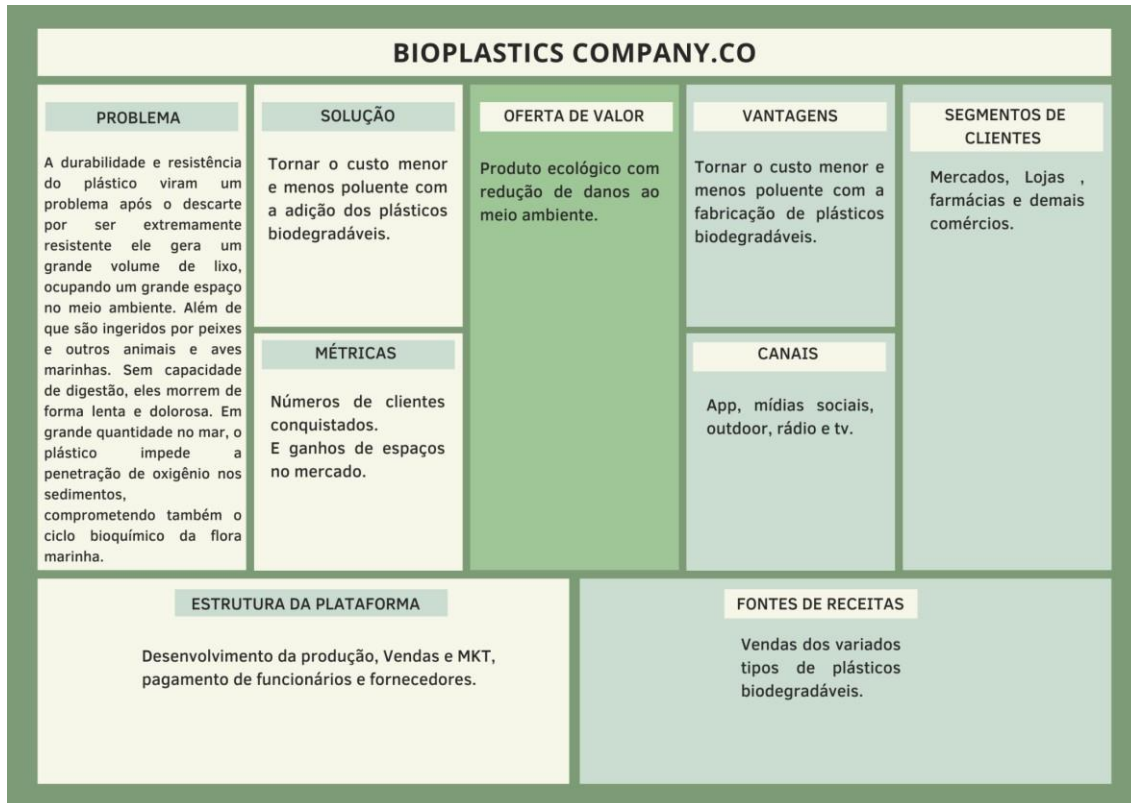 BIOPLASTICS COMPANY.CO
PROBLEMA
A durabilidade e resistência
do plástico viram um
problema após o descarte
por ser extremamente
resistente ele gera um
grande volume de lixo,
ocupando um grande espaço
no meio ambiente. Além de
que são ingeridos por peixes
e outros animais e aves
marinhas. Sem capacidade
de digestão, eles morrem de
forma lenta e dolorosa. Em
grande quantidade no mar, o
plástico impede a
penetração de oxigênio nos
sedimentos,
comprometendo também o
ciclo bioquímico da flora
marinha.
SOLUÇÃO
Tornar o custo menor
e menos poluente com
a adição dos plásticos
biodegradáveis.
MÉTRICAS
Números de clientes
conquistados.
E ganhos de espaços
no mercado.
OFERTA DE VALOR
Produto ecológico com
redução de danos ao
meio ambiente.
VANTAGENS
Tornar o custo menor e
menos poluente com a
fabricação de plásticos
biodegradáveis.
CANAIS
App, mídias sociais,
outdoor, rádio e tv.
SEGMENTOS DE
CLIENTES
Mercados, Lojas ,
farmácias e demais
comércios.
ESTRUTURA DA PLATAFORMA
Desenvolvimento da produção, Vendas e MKT,
pagamento de funcionários e fornecedores.
FONTES DE RECEITAS
Vendas dos variados
tipos de plásticos
biodegradáveis.